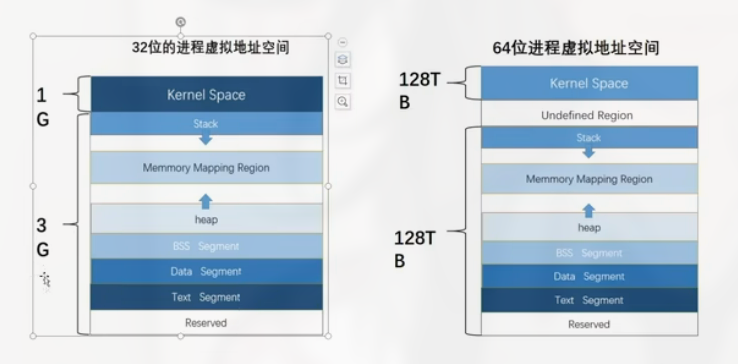 32位的进程虚拟地址空间
1
G
Kernel Space
Stack
Memmory Mapping Region
3
G
heap
BSS Segment
Data Segment
Text Segment
Reserved
64位进程虚拟地址空间
128T
B
Kernel Space
Undefined Region
Stack
Memmory Mapping Region
128T
B
heap
BSS Segment
Data Segment
Text Segment
Reserved